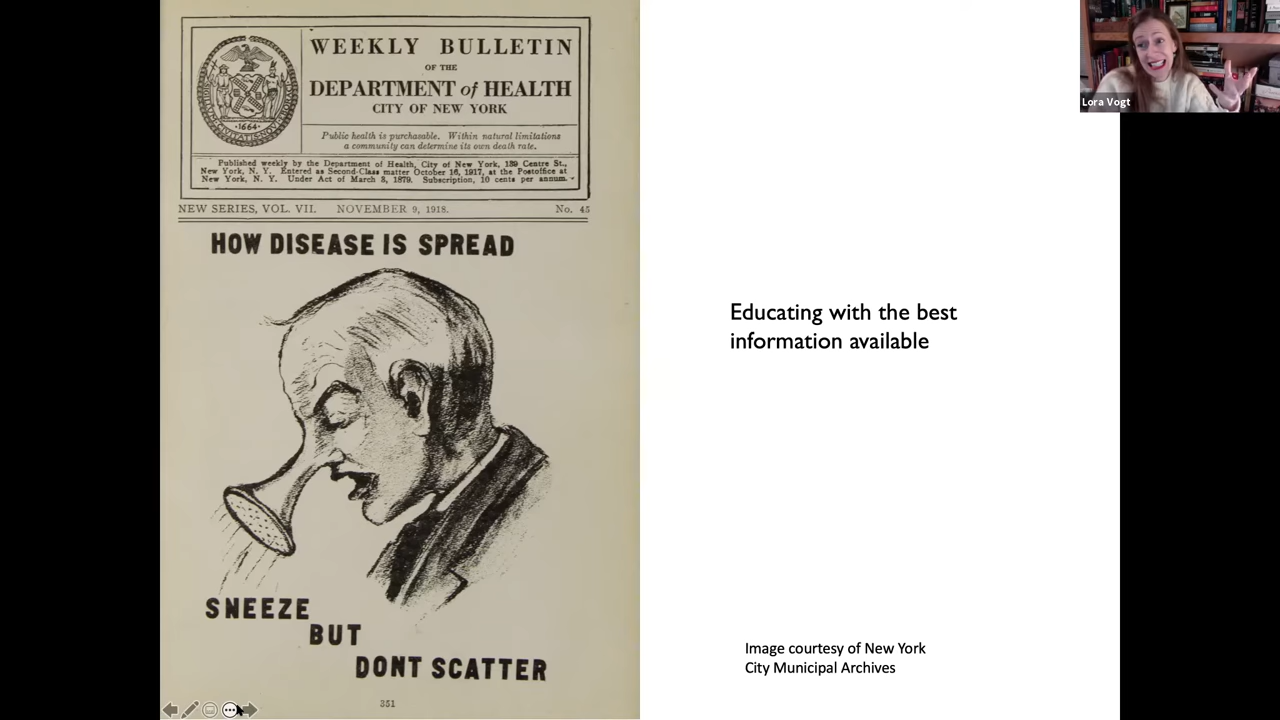 WEEKLY BULLETIN
OF THE
DEPARTMENT of HEALTH
CITY OF NEW YORK
Public health is purchasable. Within natural limitations
a community can determine its own death rate.
Published weekly by the Department of Health, City of New York, 139 Centre St.,
New York, N. Y. Entered as Second-Class matter October 16, 1917, at the Postoffice at
New York, N. Y. Under Act of March 3, 1879. Subscription, 10 cents per annum.
NEW SERIES, VOL. VII. NOVEMBER 9, 1918. No. 45
HOW DISEASE IS SPREAD
SNEEZE
BUT
DONT SCATTER
351
1664
Educating with the best
information available
Image courtesy of New York
City Municipal Archives
Lora Vogt